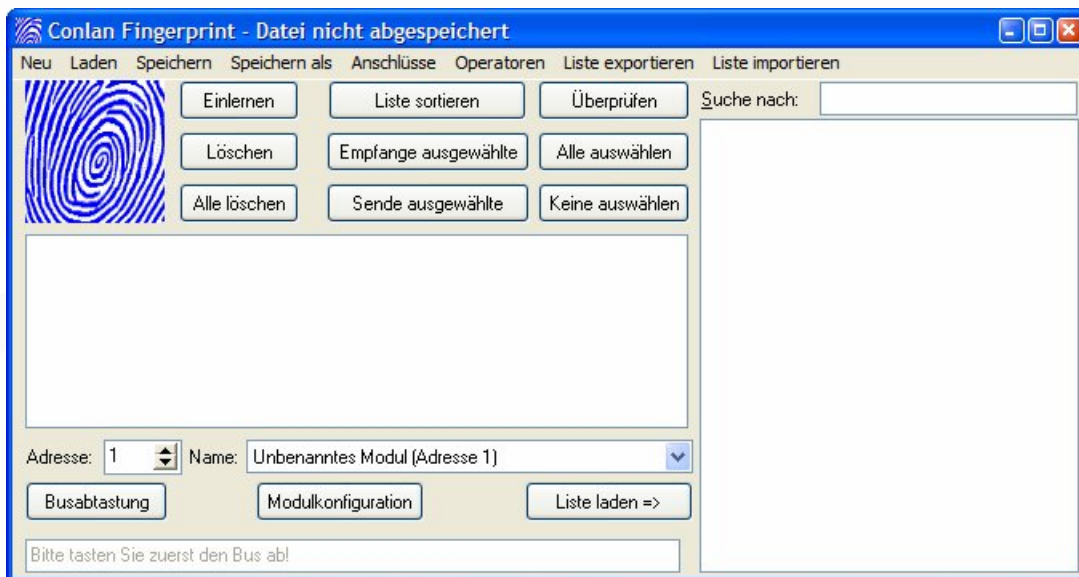 Conlan Fingerprint - Datei nicht abgespeichert
Neu Laden Speichern Speichern als Anschlüsse Operatoren Liste exportieren Liste importieren
Einlernen Liste sortieren Überprüfen Suche nach:
Löschen Empfange ausgewählte Alle auswählen
Alle löschen Sende ausgewählte Keine auswählen
Adresse: 1 Name: Unbenanntes Modul (Adresse 1)
Busabtastung Modulkonfiguration Liste laden =>
Bitte tasten Sie zuerst den Bus ab!